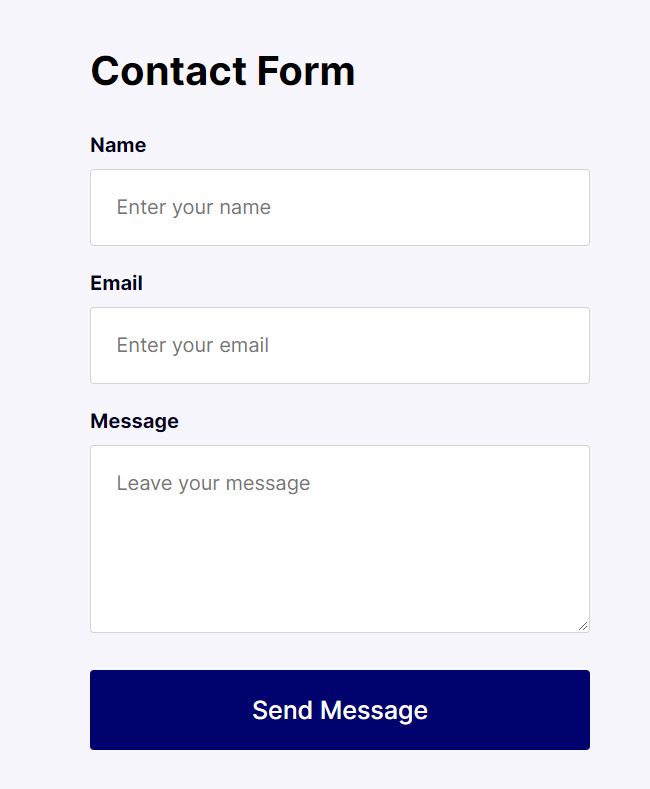 Contact Form
Name
Enter your name
Email
Enter your email
Message
Leave your message
Send Message